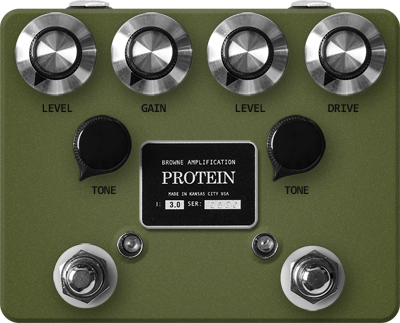 LEVEL GAIN LEVEL DRIVE
TONE TONE
BROWNE AMPLIFICATION
PROTEIN
MADE IN KANSAS CITY USA
3.0 SER: